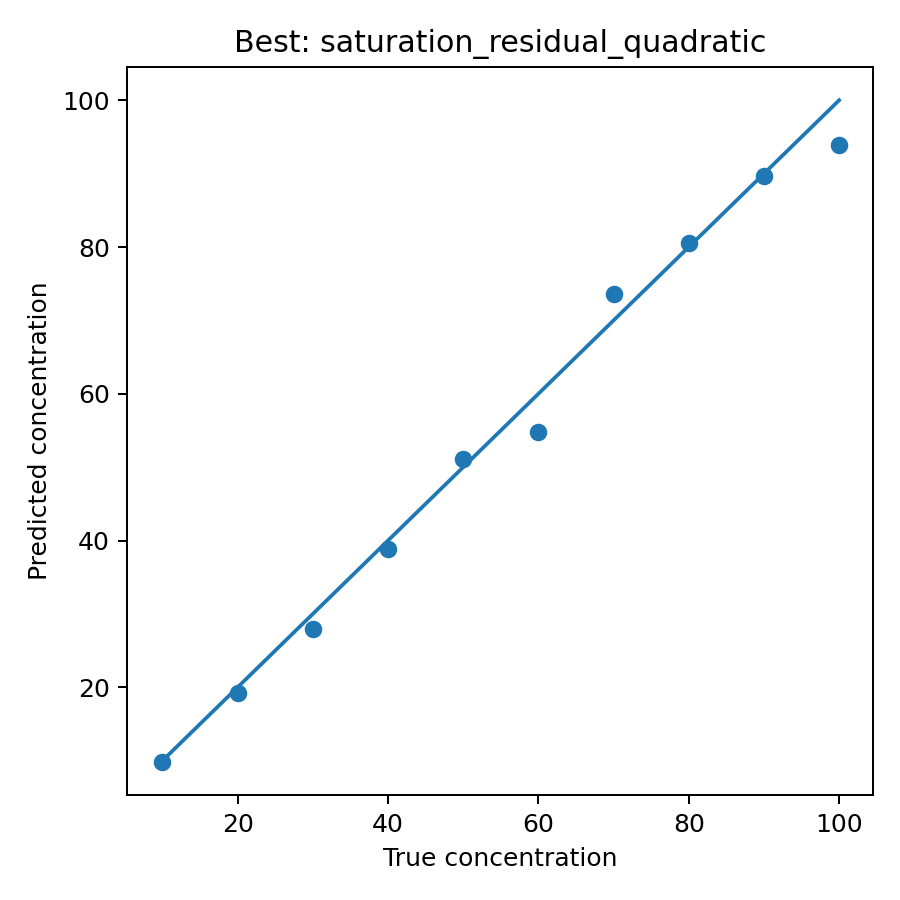 Best: saturation_residual_quadratic
100
80
60
40
20
Predicted concentration
20 40 60 80 100
True concentration